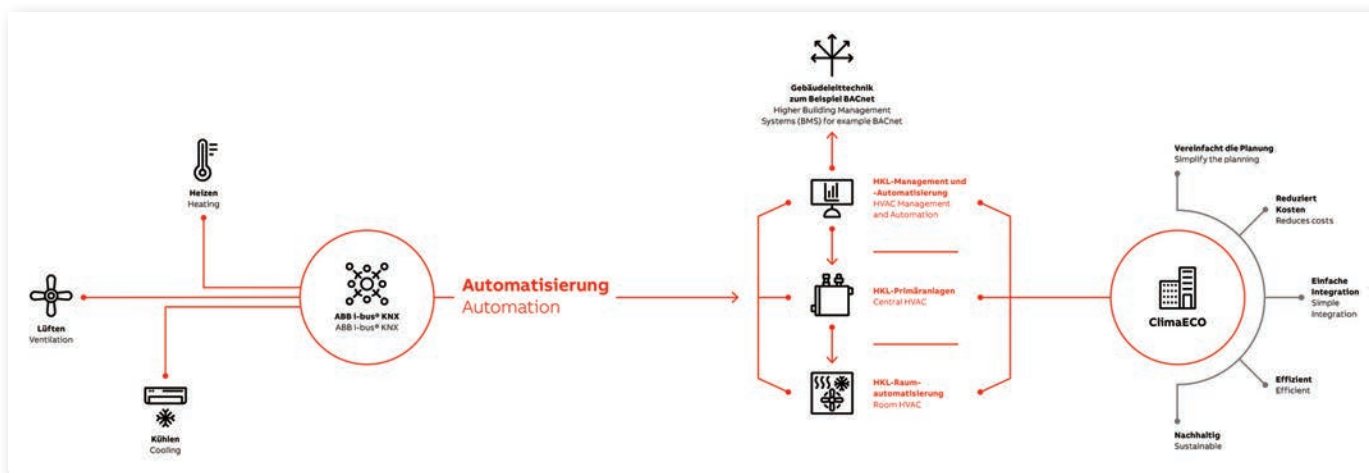 Heizen
Heating
Lüften
Ventilation
Kühlen
Cooling
ABB i-bus® KNX
ABB i-bus® KNX
Automatisierung
Automation
Gebäudeleittechnik
zum Beispiel BACnet
Higher Building Management
Systems (BMS) for example BACnet
HKL-Management und
-Automatisierung
HVAC Management
and Automation
HKL-Primäranlagen
Central HVAC
HKL-Raum-
automatisierung
Room HVAC
ClimaECO
Vereinfacht die Planung
Simplify the planning
Reduziert
Kosten
Reduces costs
Einfache
Integration
Simple
Integration
Effizient
Efficient
Nachhaltig
Sustainable